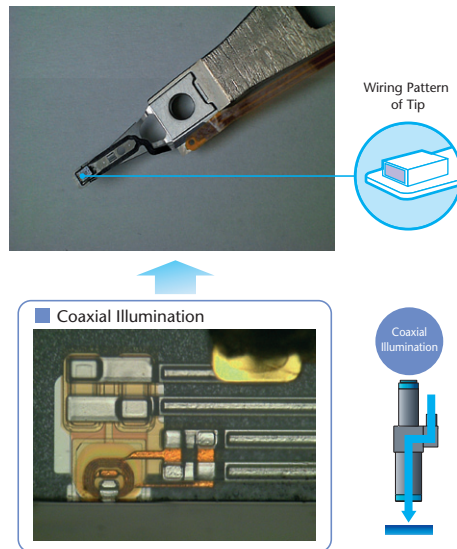 Wiring Pattern
of Tip
Coaxial Illumination
Coaxial
Illumination